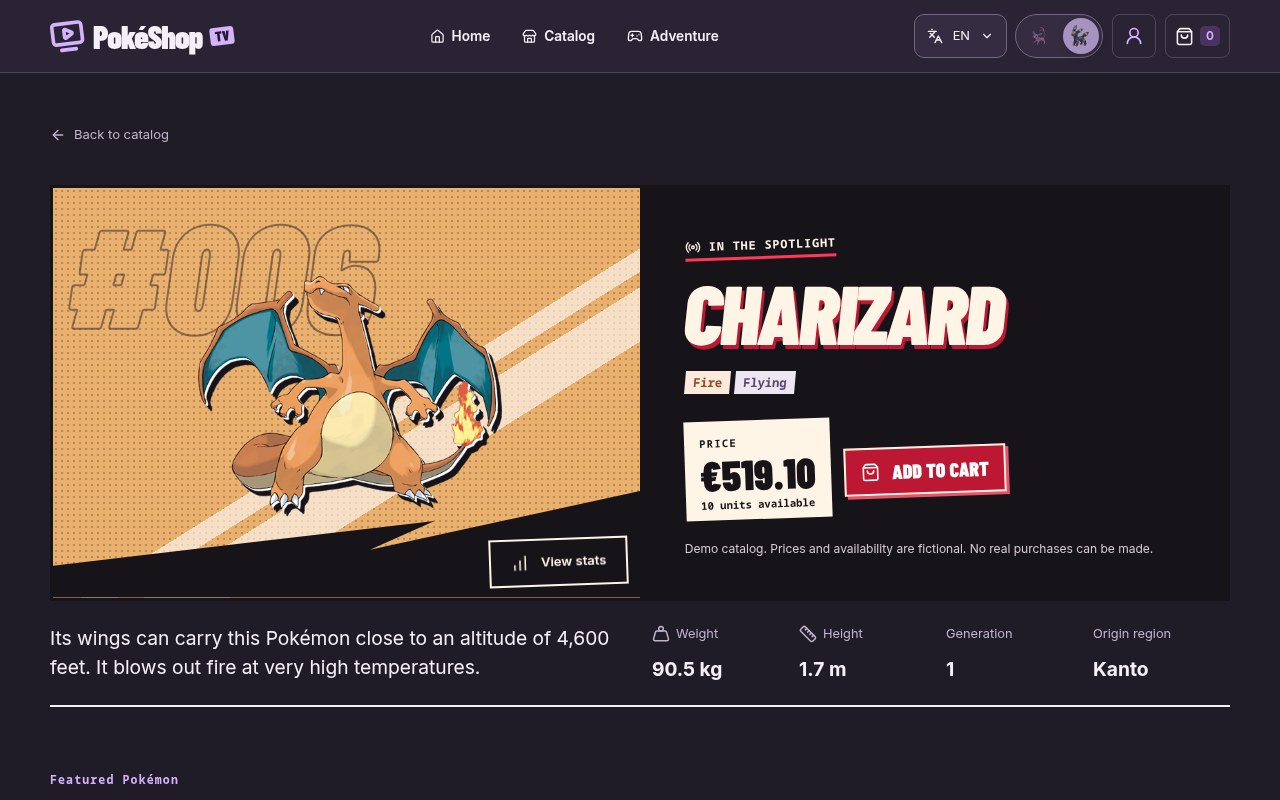 PokéShop TV
Home
Catalog
Adventure
EN
0
Back to catalog
#006
IN THE SPOTLIGHT
CHARIZARD
Fire
Flying
PRICE
€519.10
10 units available
ADD TO CART
View stats
Demo catalog. Prices and availability are fictional. No real purchases can be made.
Its wings can carry this Pokémon close to an altitude of 4,600
feet. It blows out fire at very high temperatures.
Weight
90.5 kg
Height
1.7 m
Generation
1
Origin region
Kanto
Featured Pokémon